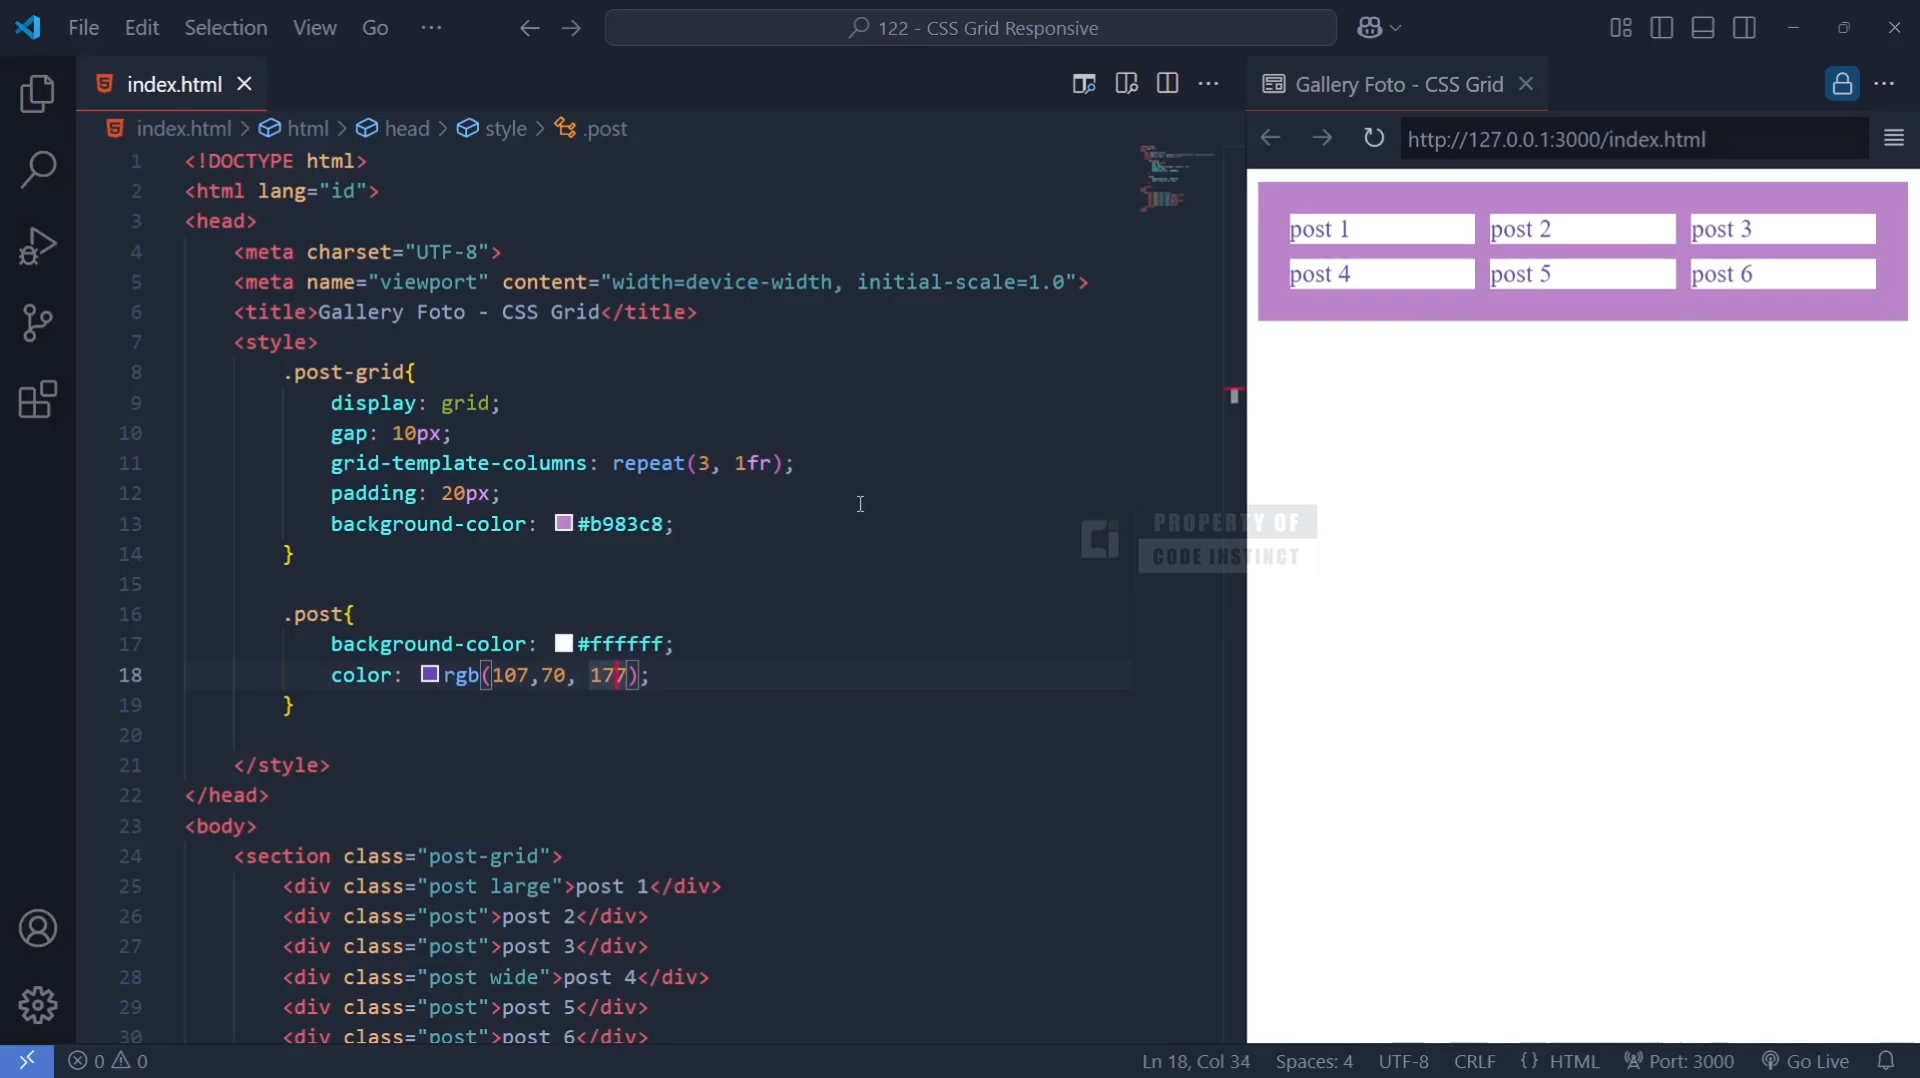 File Edit Selection View Go ···
122 - CSS Grid Responsive
index.html
Gallery Foto - CSS Grid
index.html > html > head > style > .post
http://127.0.0.1:3000/index.html
1 <!DOCTYPE html>
2 <html lang="id">
3 <head>
4 <meta charset="UTF-8">
5 <meta name="viewport" content="width=device-width, initial-scale=1.0">
6 <title>Gallery Foto - CSS Grid</title>
7 <style>
8 .post-grid{
9 display: grid;
10 gap: 10px;
11 grid-template-columns: repeat(3, 1fr);
12 padding: 20px;
13 background-color: #b983c8;
14 }
15
16 .post{
17 background-color: #ffffff;
18 color: rgb(107,70, 177);
19 }
20
21 </style>
22 </head>
23 <body>
24 <section class="post-grid">
25 <div class="post large">post 1</div>
26 <div class="post">post 2</div>
27 <div class="post">post 3</div>
28 <div class="post wide">post 4</div>
29 <div class="post">post 5</div>
30 <div class="post">post 6</div>
post 1 post 2 post 3
post 4 post 5 post 6
PROPERTY OF
CODE INSTINCT
0 0
Ln 18, Col 34 Spaces: 4 UTF-8 CRLF {} HTML Port: 3000 Go Live